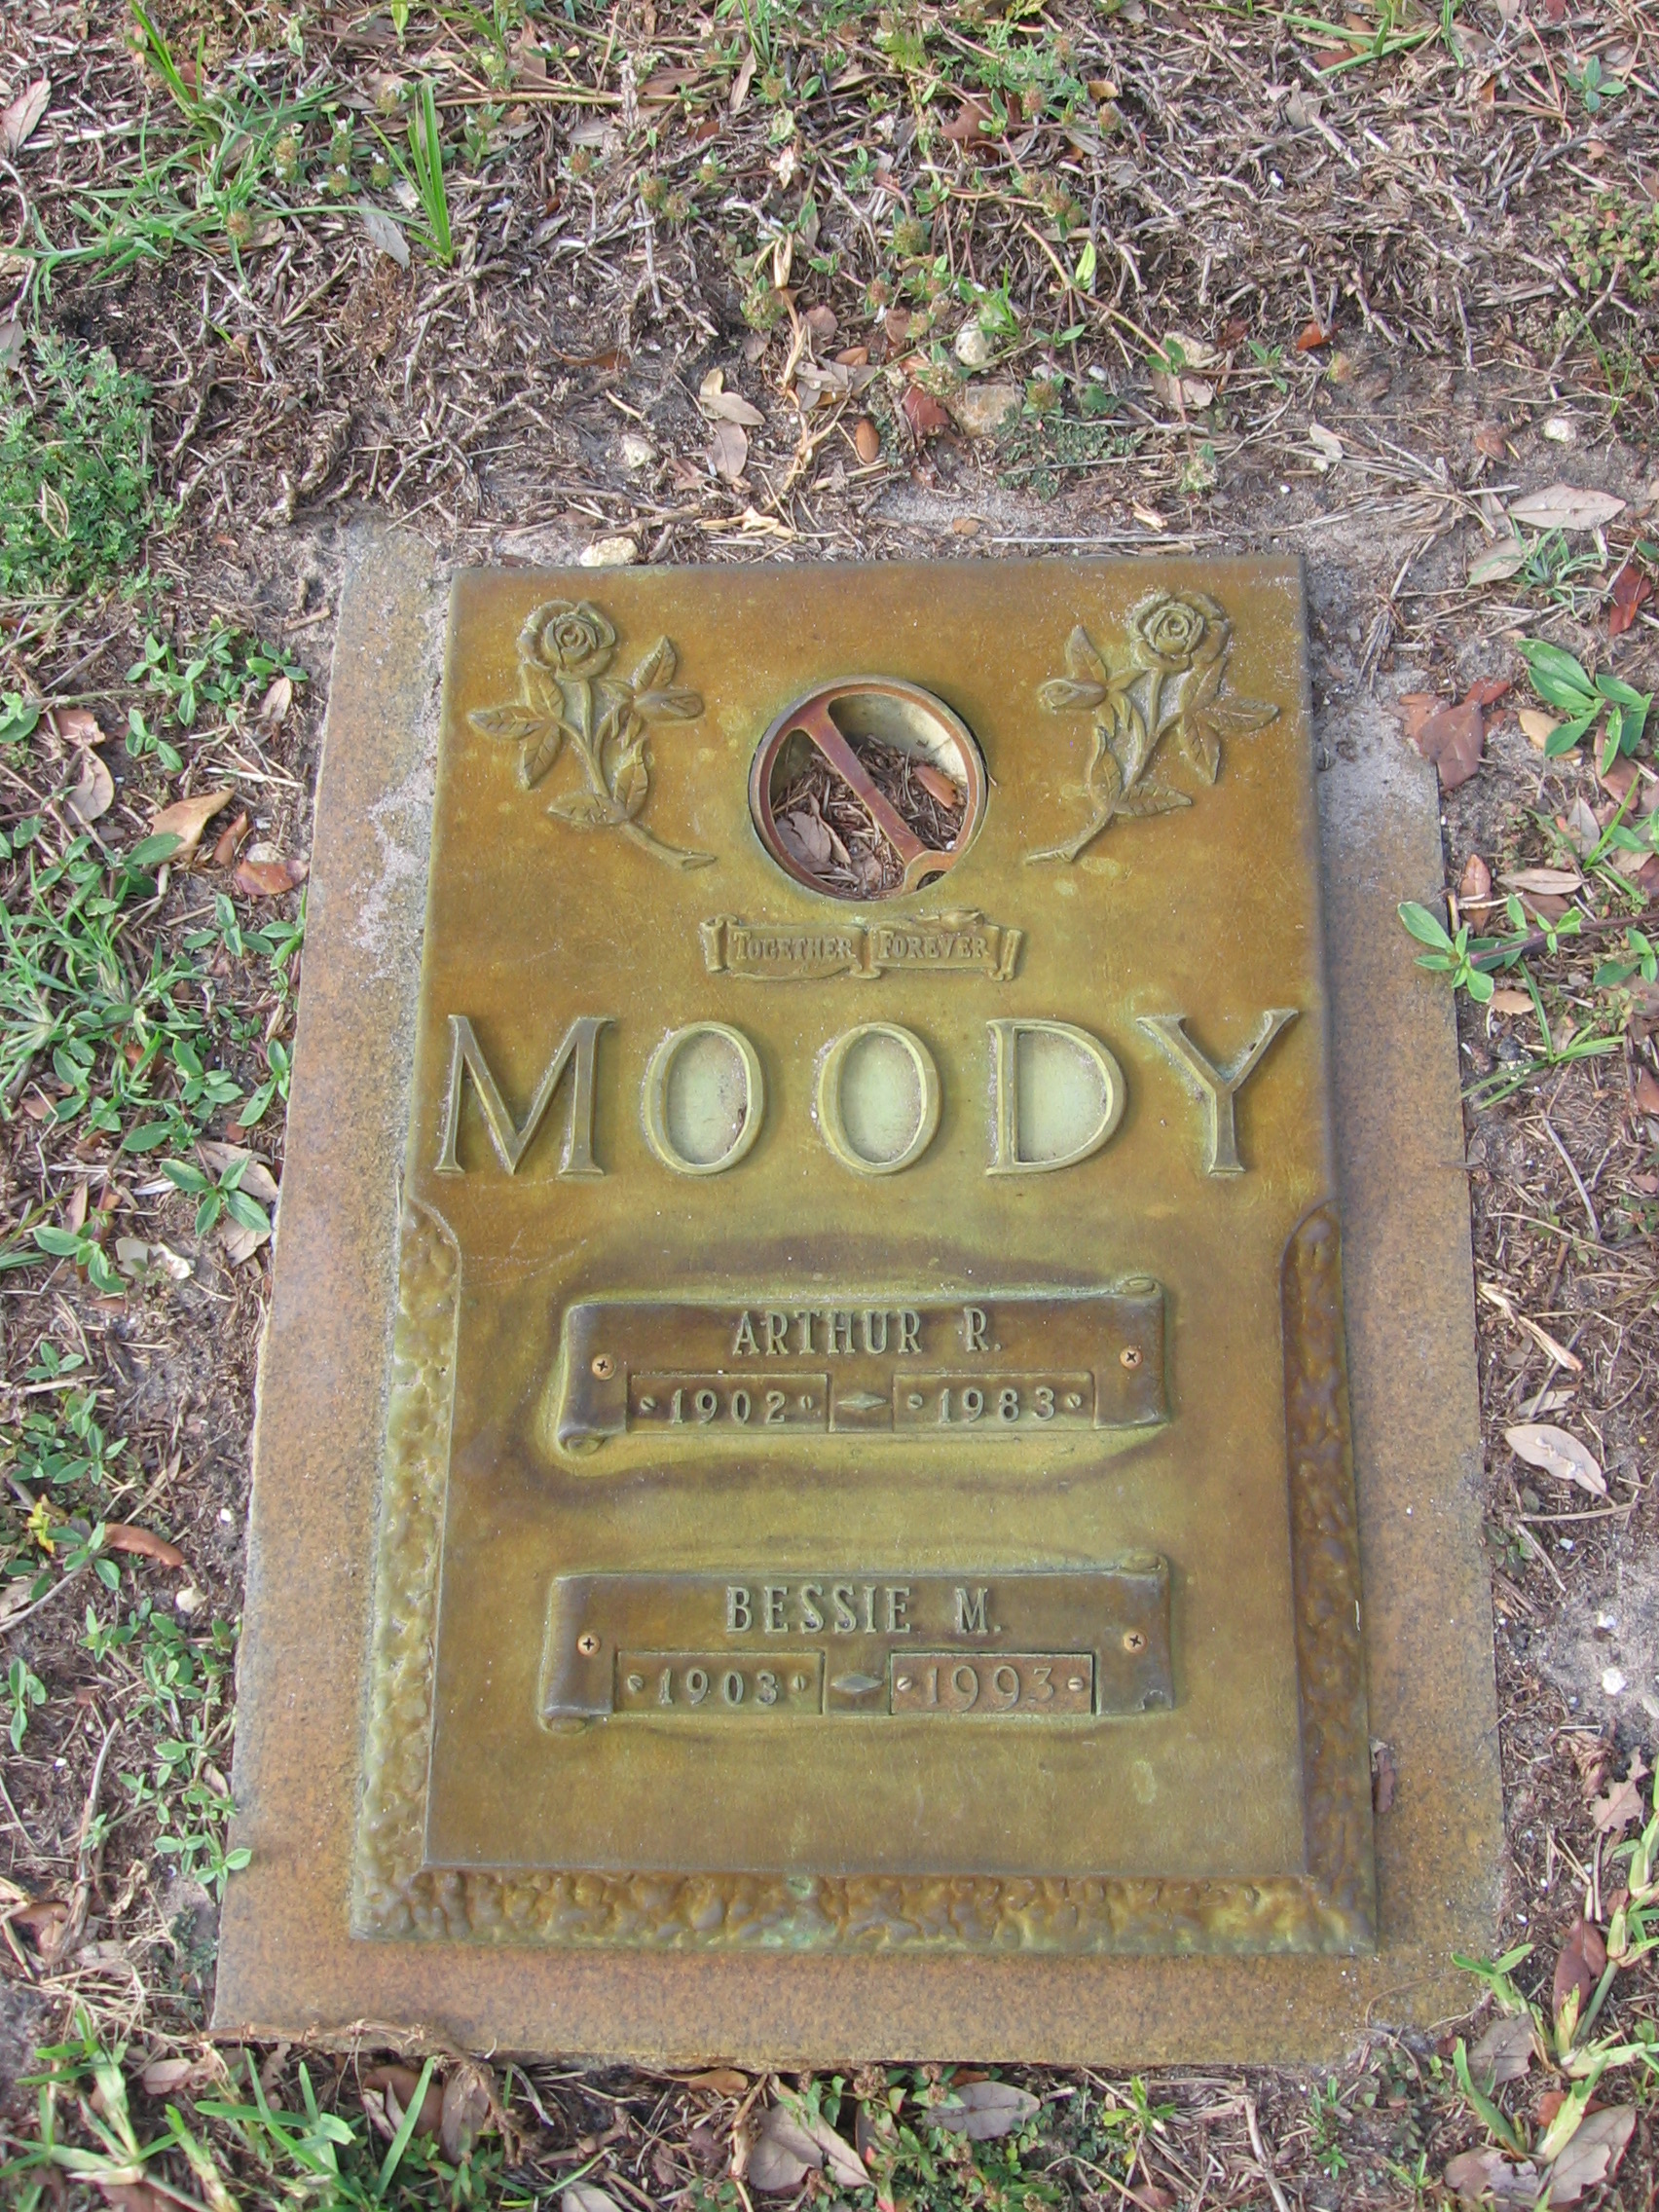 TOGETHER FOREVER
MOODY
ARTHUR R.
1902 1983
BESSIE M.
1903 1993